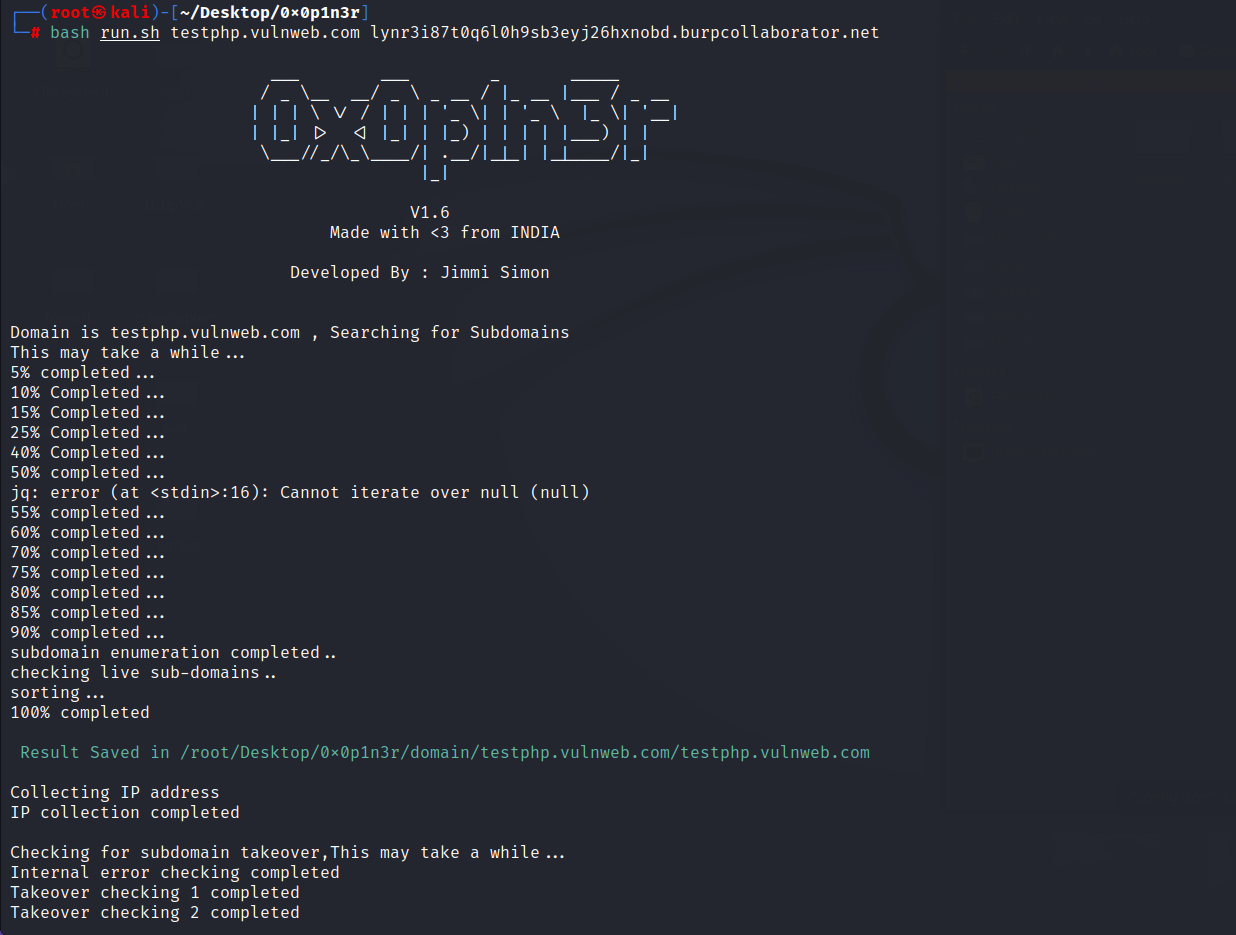 ┌──(root㉿kali)-[~/Desktop/0×0p1n3r]
└─# bash run.sh testphp.vulnweb.com lynr3i87t0q6l0h9sb3eyj26hxnobd.burpcollaborator.net
0x0p1n3r
V1.6
Made with <3 from INDIA
Developed By : Jimmi Simon
Domain is testphp.vulnweb.com , Searching for Subdomains
This may take a while...
5% completed...
10% Completed...
15% Completed...
25% Completed...
40% Completed...
50% completed...
jq: error (at <stdin>:16): Cannot iterate over null (null)
55% completed...
60% completed...
70% completed...
75% completed...
80% completed...
85% completed...
90% completed...
subdomain enumeration completed..
checking live sub-domains..
sorting...
100% completed
Result Saved in /root/Desktop/0×0p1n3r/domain/testphp.vulnweb.com/testphp.vulnweb.com
Collecting IP address
IP collection completed
Checking for subdomain takeover,This may take a while...
Internal error checking completed
Takeover checking 1 completed
Takeover checking 2 completed